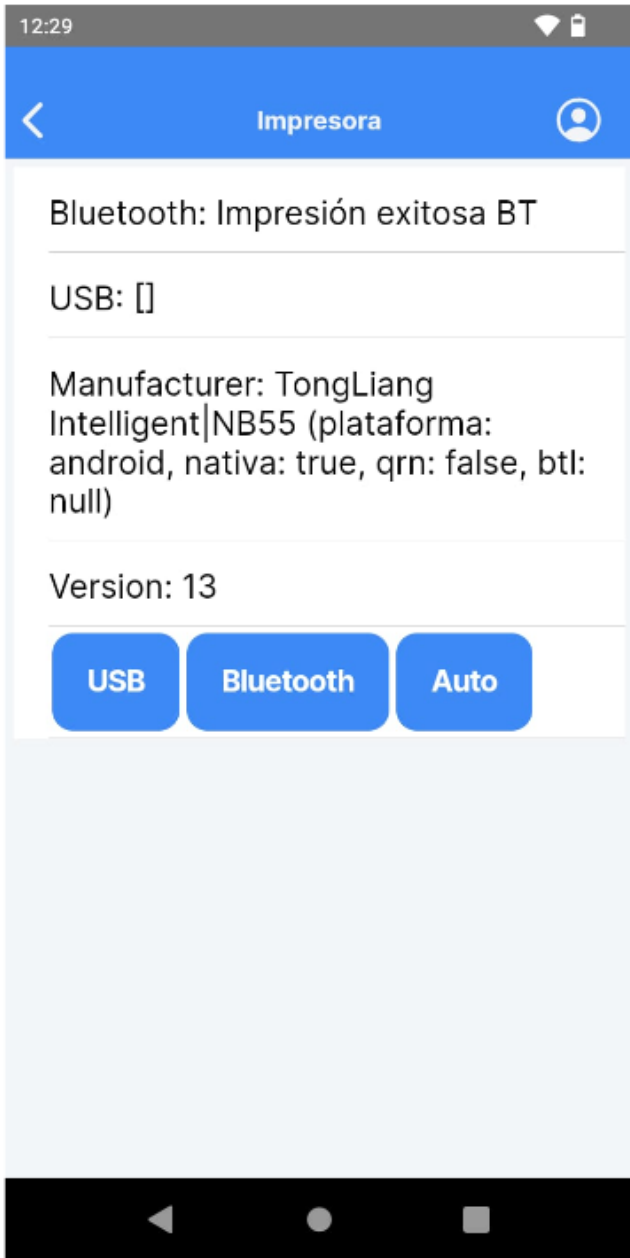 12:29
Impresora
Bluetooth: Impresión exitosa BT
USB: []
Manufacturer: TongLiang
Intelligent|NB55 (plataforma:
android, nativa: true, qrn: false, btl:
null)
Version: 13
USB Bluetooth Auto